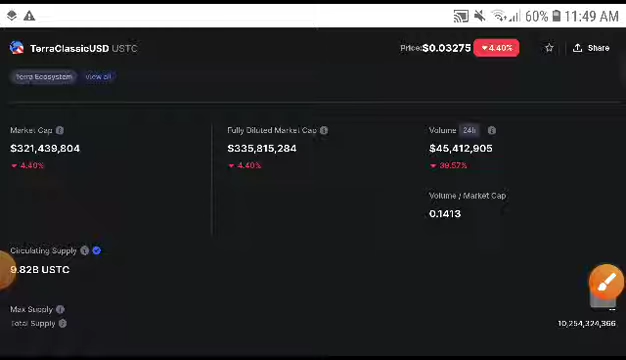 60% 11:49 AM
TerraClassicUSD USTC
Price: $0.03275 ▼ 4.40% Share
Terra Ecosystem View all
Market Cap Fully Diluted Market Cap Volume 24h
$321,439,804 $335,815,284 $45,412,905
▼ 4.40% ▼ 4.40% ▼ 39.57%
Volume / Market Cap
0.1413
Circulating Supply
9.82B USTC
Max Supply --
Total Supply 10,254,324,366